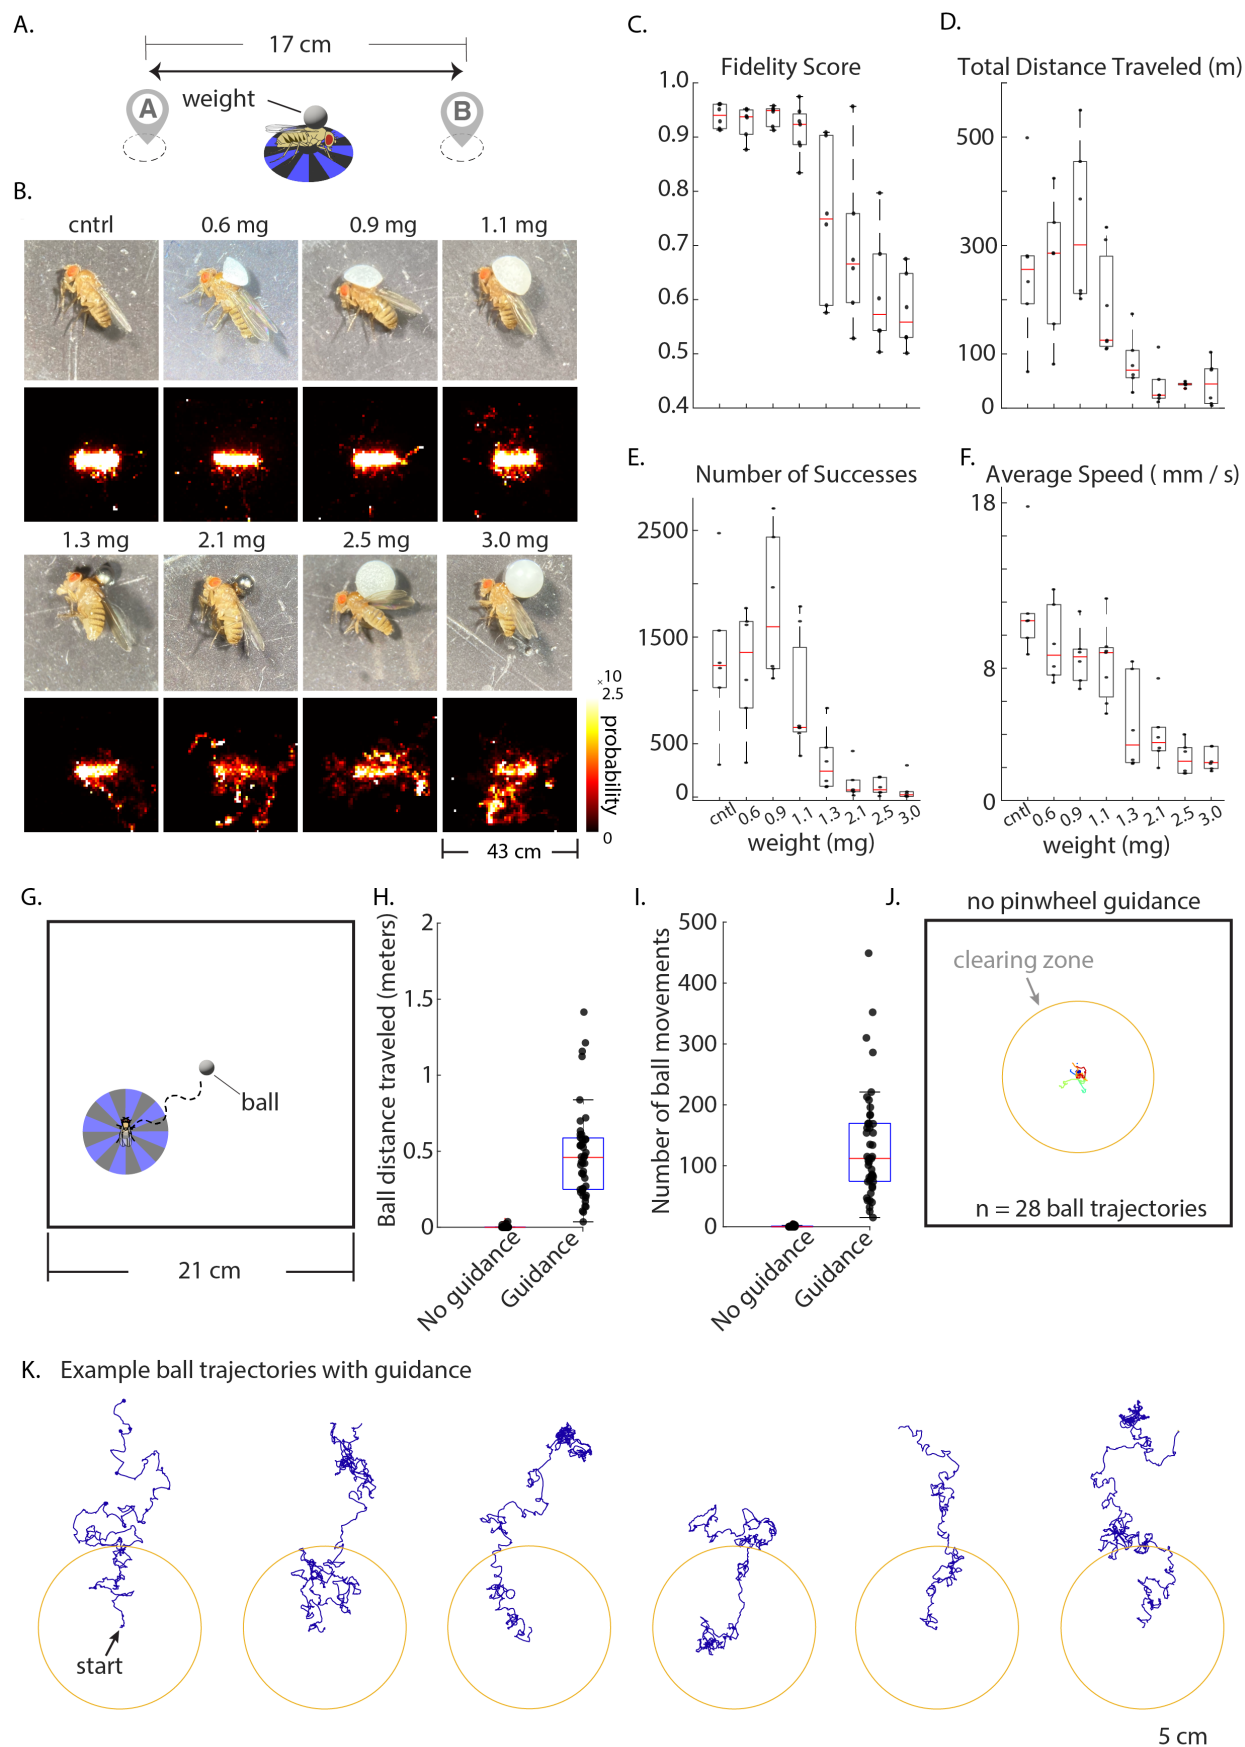 A.
17 cm
A
weight
B
B.
cntrl 0.6 mg 0.9 mg 1.1 mg
1.3 mg 2.1 mg 2.5 mg 3.0 mg
×10
2.5
probability
0
43 cm
C.
Fidelity Score
1.0
0.9
0.8
0.7
0.6
0.5
0.4
D.
Total Distance Traveled (m)
500
300
100
0
E.
Number of Successes
2500
1500
500
0
cntl 0.6 0.9 1.1 1.3 2.1 2.5 3.0
weight (mg)
F.
Average Speed ( mm / s)
18
8
0
cntl 0.6 0.9 1.1 1.3 2.1 2.5 3.0
weight (mg)
G.
ball
21 cm
H.
Ball distance traveled (meters)
2
1.5
1
0.5
0
No guidance
Guidance
I.
Number of ball movements
500
400
300
200
100
0
No guidance
Guidance
J.
no pinwheel guidance
clearing zone
n = 28 ball trajectories
K. Example ball trajectories with guidance
start
5 cm